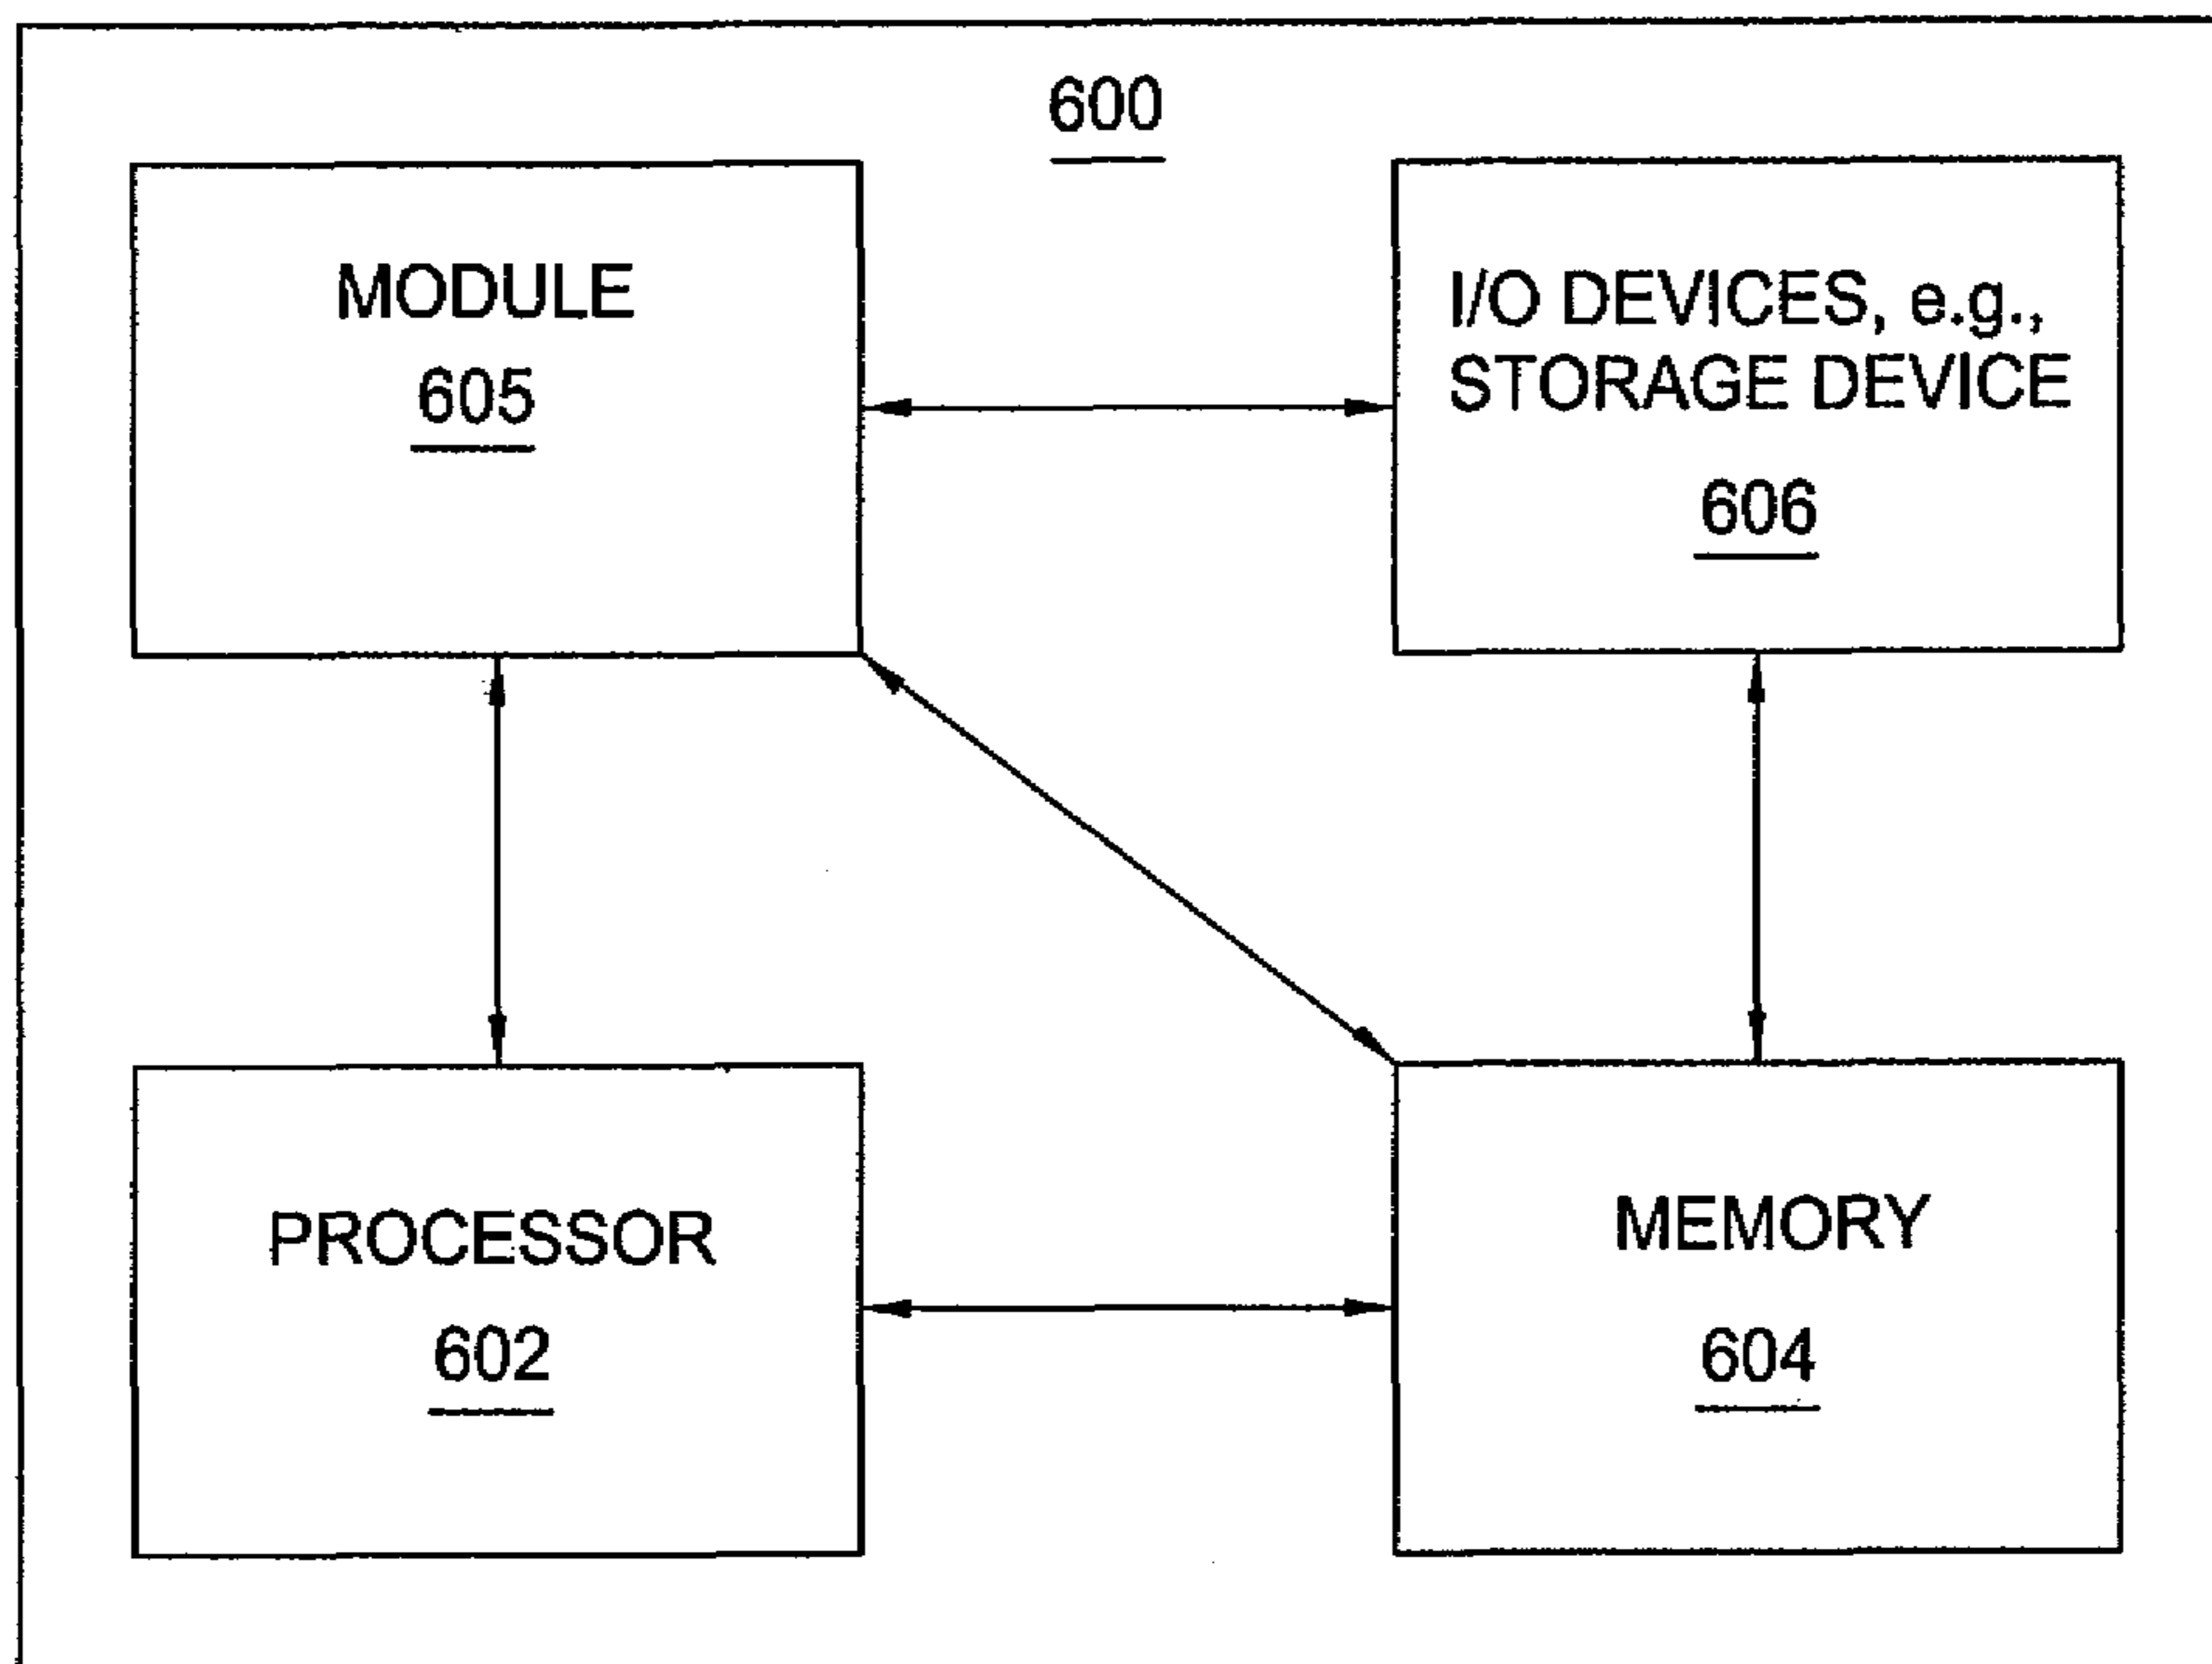 600
MODULE
605
I/O DEVICES, e.g.,
STORAGE DEVICE
606
PROCESSOR
602
MEMORY
604